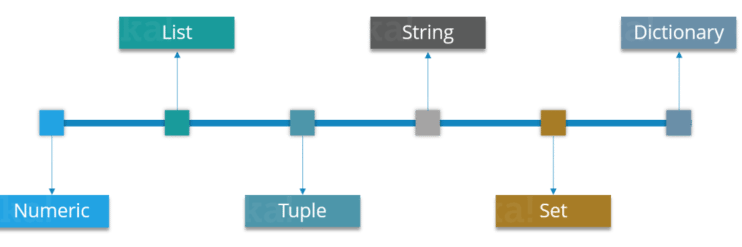 List
String
Dictionary
Numeric
Tuple
Set